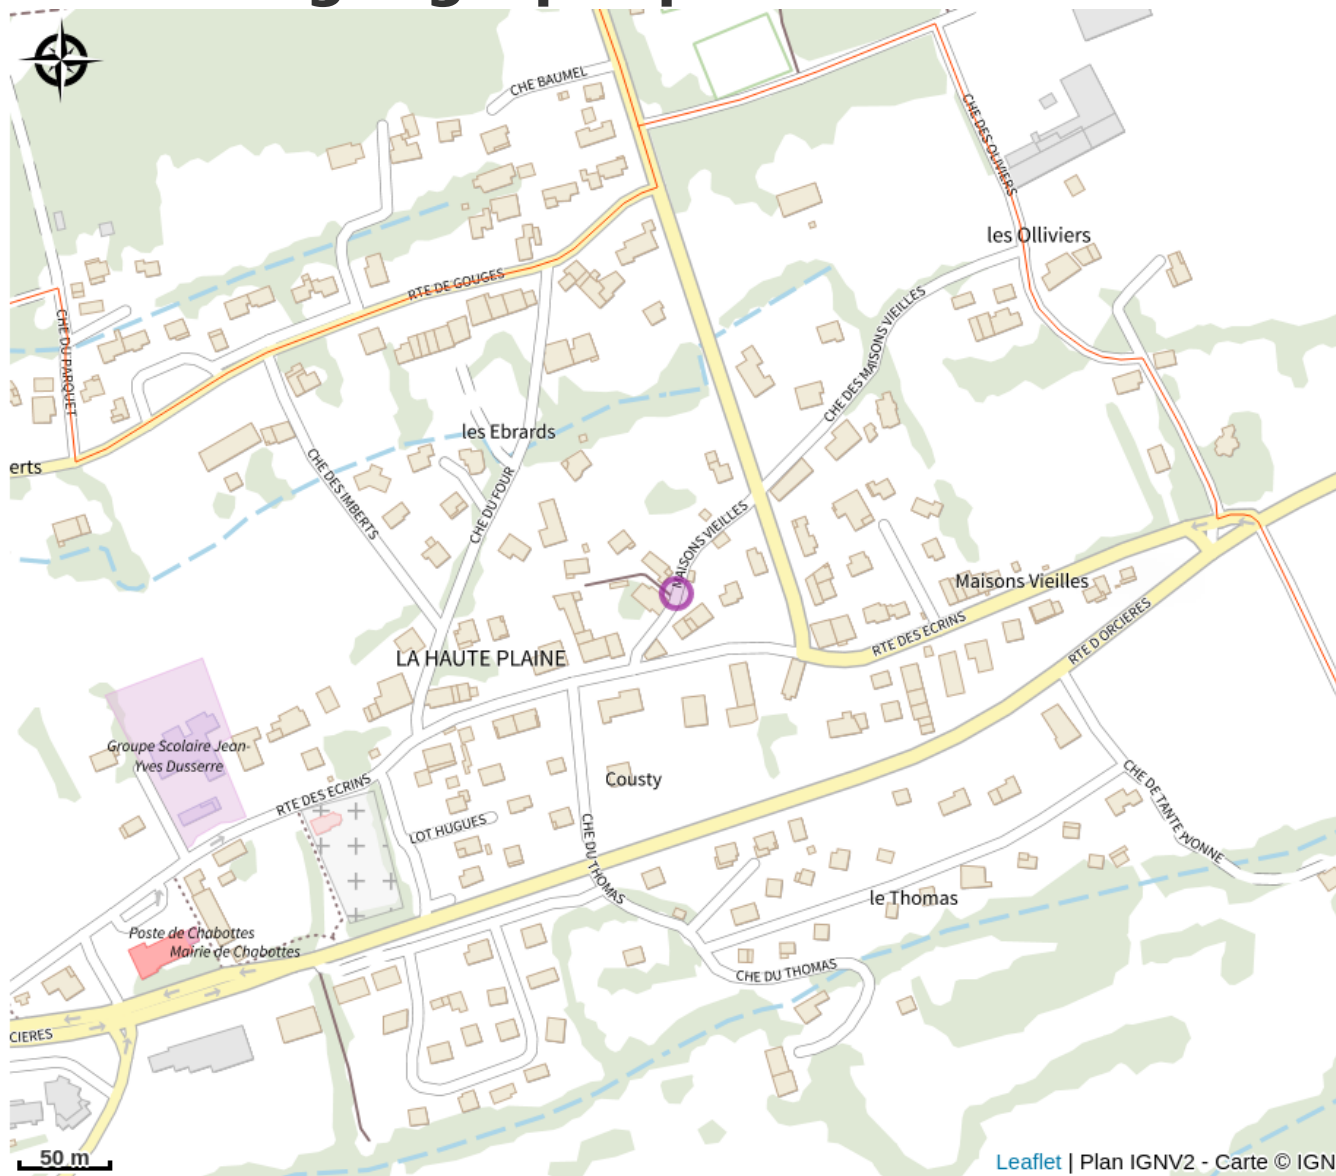 CHE BAUMEL
CHE DES OLIVIERS
les Olliviers
RTE DE GOUGES
CHE DU PARQUET
CHE DES MAISONS VIEILLES
les Ebrards
erts
CHE DES IMBERTS
CHE DU FOUR
MAISONS VIEILLES
Maisons Vieilles
RTE DES ECRINS
RTE D ORCIERES
LA HAUTE PLAINE
Groupe Scolaire Jean-
Yves Dusserre
Cousty
RTE DES ECRINS
LOT HUGUES
CHE DU THOMAS
CHE DE TANTE WONNE
le Thomas
Poste de Chabottes
Mairie de Chabottes
CHE DU THOMAS
CIERES
50 m
Leaflet | Plan IGNV2 - Carte © IGN